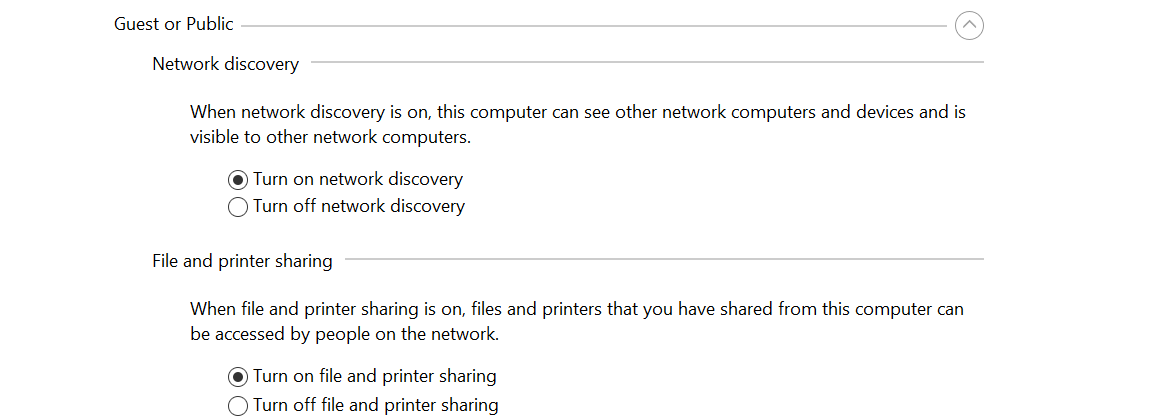 Guest or Public
Network discovery
When network discovery is on, this computer can see other network computers and devices and is
visible to other network computers.
Turn on network discovery
Turn off network discovery
File and printer sharing
When file and printer sharing is on, files and printers that you have shared from this computer can
be accessed by people on the network.
Turn on file and printer sharing
Turn off file and printer sharing